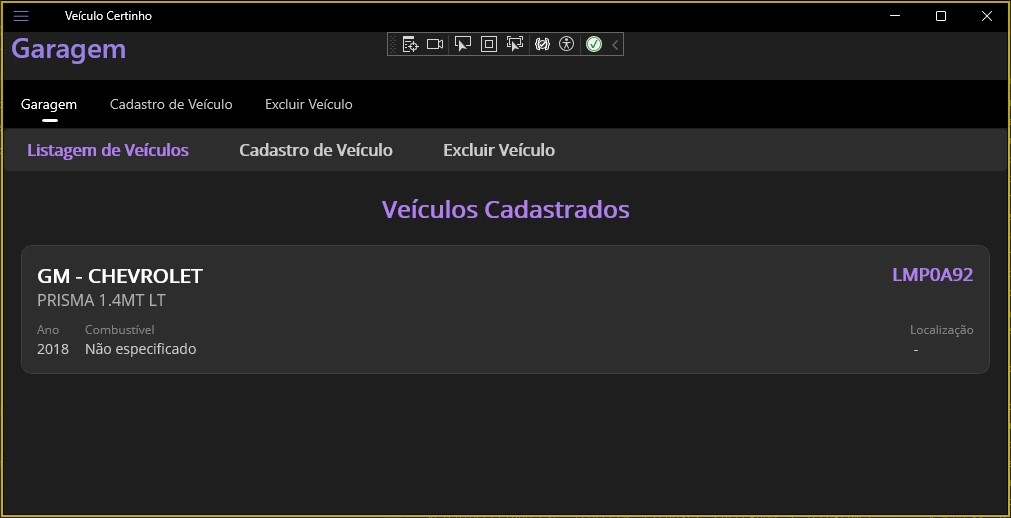 Veículo Certinho
Garagem
Garagem Cadastro de Veículo Excluir Veículo
Listagem de Veículos Cadastro de Veículo Excluir Veículo
Veículos Cadastrados
GM - CHEVROLET LMP0A92
PRISMA 1.4MT LT
Ano Combustível Localização
2018 Não especificado -